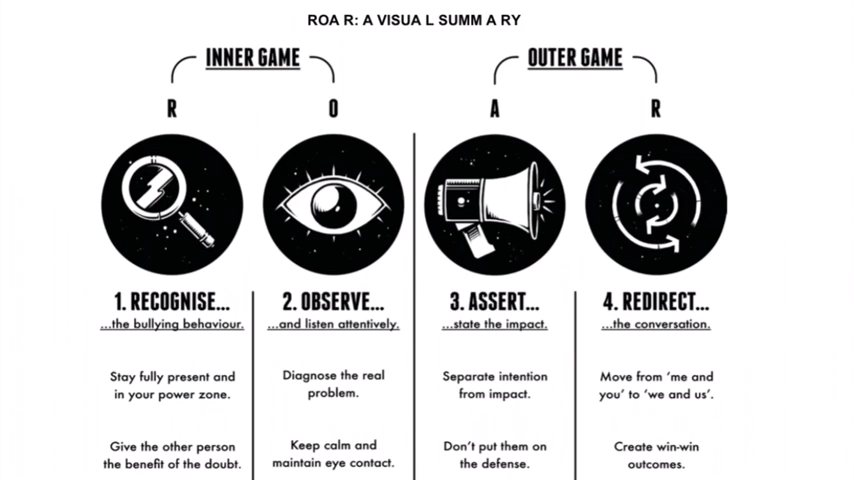 ROA R: A VISUA L SUMM A RY
INNER GAME
OUTER GAME
R
O
A
R
1. RECOGNISE...
...the bullying behaviour.
Stay fully present and
in your power zone.
Give the other person
the benefit of the doubt.
2. OBSERVE...
...and listen attentively.
Diagnose the real
problem.
Keep calm and
maintain eye contact.
3. ASSERT...
...state the impact.
Separate intention
from impact.
Don't put them on
the defense.
4. REDIRECT...
...the conversation.
Move from 'me and
you' to 'we and us'.
Create win-win
outcomes.